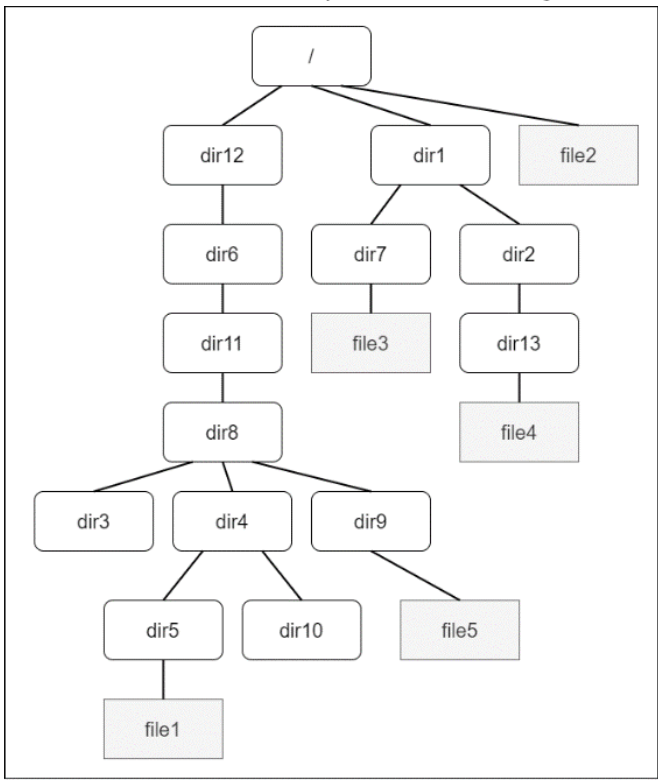 /
dir12
dir1
file2
dir6
dir7
dir2
dir11
file3
dir13
dir8
file4
dir3
dir4
dir9
dir5
dir10
file5
file1